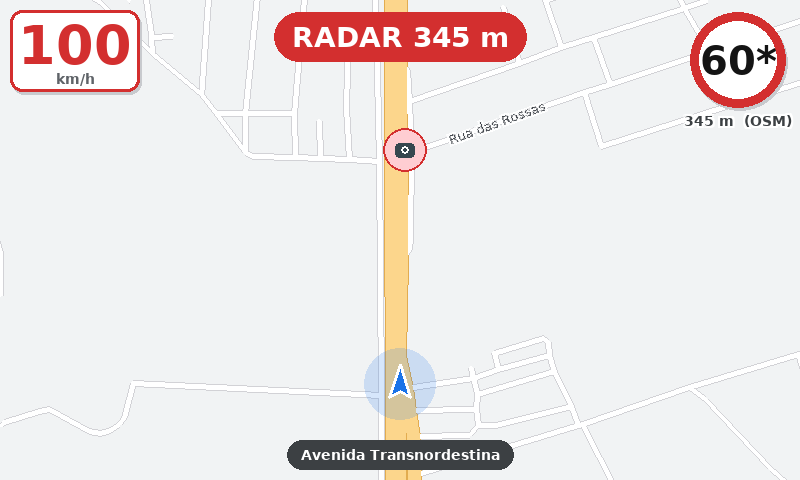 100
km/h
RADAR 345 m
60*
345 m (OSM)
Rua das Rossas
Avenida Transnordestina